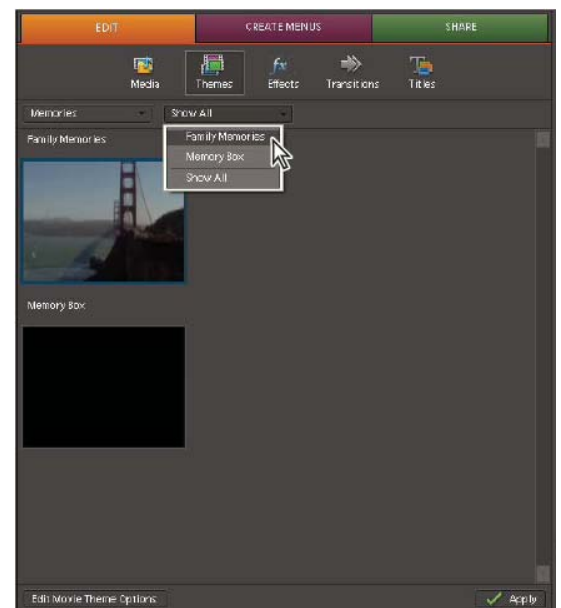 EDIT CREATE MENUS SHARE
Media Themes fx Effects Transitions Titles
Memories Show All
Family Memories
Family Memories
Memory Box
Show All
Memory Box
Edit Movie Theme Options Apply